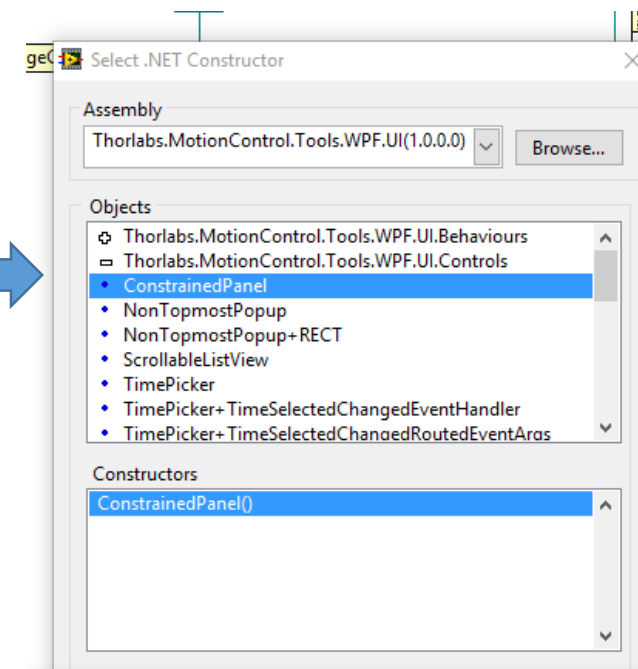 geC
Select .NET Constructor
Assembly
Thorlabs.MotionControl.Tools.WPF.UI(1.0.0.0)
Browse...
Objects
Thorlabs.MotionControl.Tools.WPF.UI.Behaviours
Thorlabs.MotionControl.Tools.WPF.UI.Controls
ConstrainedPanel
NonTopmostPopup
NonTopmostPopup+RECT
ScrollableListView
TimePicker
TimePicker+TimeSelectedChangedEventHandler
TimePicker+TimeSelectedChangedRoutedEventArgs
Constructors
ConstrainedPanel()